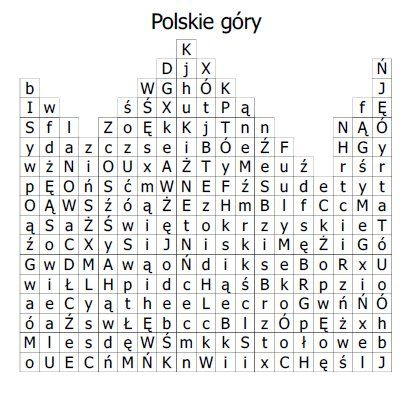 Polskie góry
K
D j X Ń
b W G h Ó K J
I w ś Ś X u t P ą f Ę
S f l Z o Ę k K j T n n N Ą Ó
y d a z c z s e i B Ó e Ź F H G y
w ż N i O U x A Ż T y M e u ź r ś r
p Ę O ń S ć m W N E F ź S u d e t y t
O Ą W S ź ó ą Ż E z H m B l f C c M a
ą S a Ż Ś w i ę t o k r z y s k i e T
ź o C X y S i J N i s k i M ę Ż i G ó
G w D M A w ą o Ń d i k s e B o R x U
w i Ł L H p i d c H ą ś B k R p z i o
a e C y ą t h e e L e c r o G w ń Ń Ó
ó a Ź s w Ł Ę b c c B l z Ó p Ę ż x h
M l e s d ę W Ś m k k S t o ł o w e b
o U E C ń M Ń K n W i i x C H ę ś l J